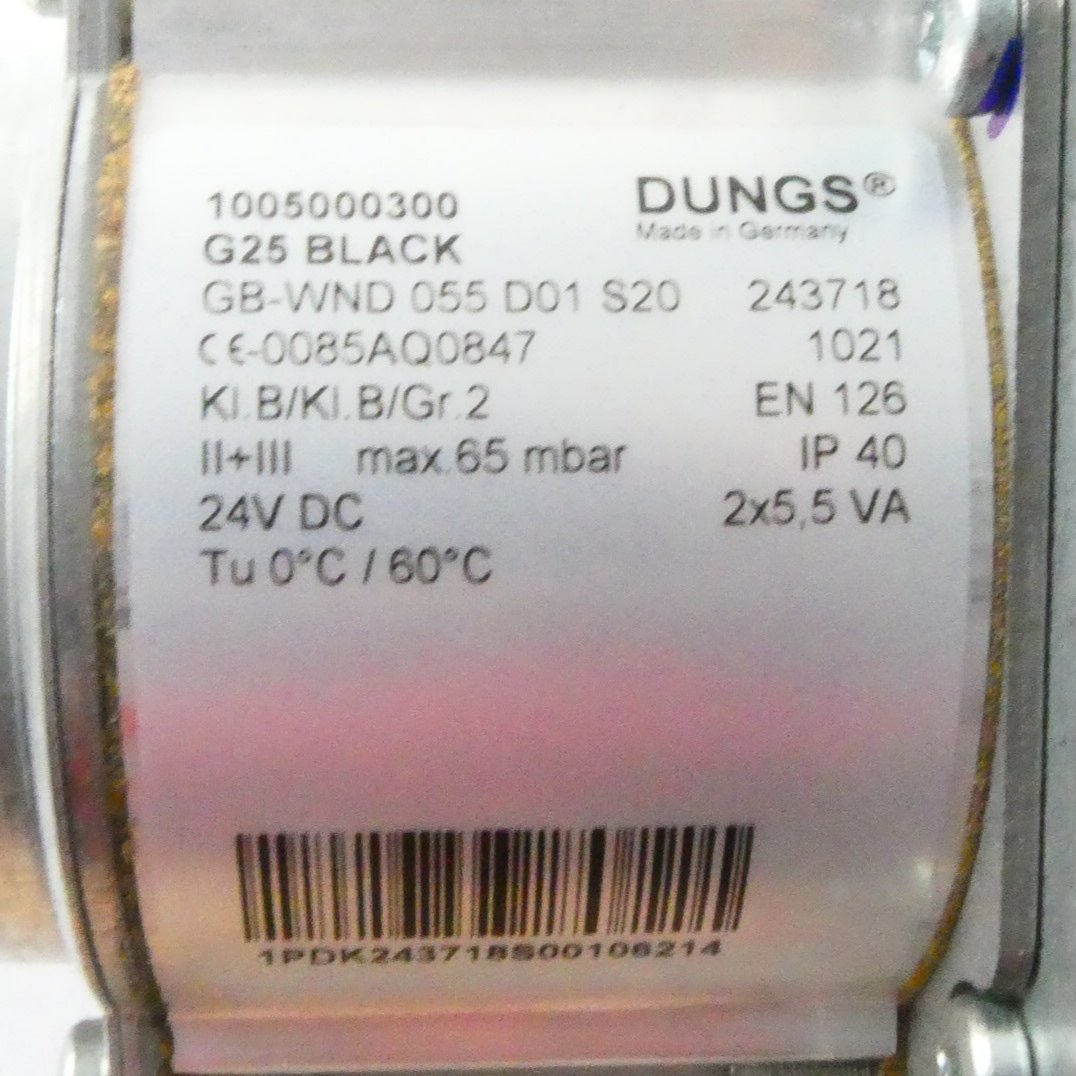 1005000300
DUNGS®
Made in Germany
G25 BLACK
GB-WND 055 D01 S20 243718
CE-0085AQ0847 1021
Kl.B/Kl.B/Gr.2 EN 126
II+III max.65 mbar IP 40
24V DC 2x5,5 VA
Tu 0°C / 60°C
1PDK243718S00106214